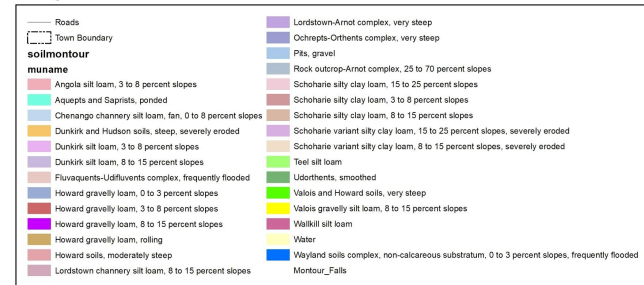 Roads
Town Boundary
soilmontour
muname
Angola silt loam, 3 to 8 percent slopes
Aquepts and Saprists, ponded
Chenango channery silt loam, fan, 0 to 8 percent slopes
Dunkirk and Hudson soils, steep, severely eroded
Dunkirk silt loam, 3 to 8 percent slopes
Dunkirk silt loam, 8 to 15 percent slopes
Fluvaquents-Udifluvents complex, frequently flooded
Howard gravelly loam, 0 to 3 percent slopes
Howard gravelly loam, 3 to 8 percent slopes
Howard gravelly loam, 8 to 15 percent slopes
Howard gravelly loam, rolling
Howard soils, moderately steep
Lordstown channery silt loam, 8 to 15 percent slopes
Lordstown-Arnot complex, very steep
Ochrepts-Orthents complex, very steep
Pits, gravel
Rock outcrop-Arnot complex, 25 to 70 percent slopes
Schoharie silty clay loam, 15 to 25 percent slopes
Schoharie silty clay loam, 3 to 8 percent slopes
Schoharie silty clay loam, 8 to 15 percent slopes
Schoharie variant silty clay loam, 15 to 25 percent slopes, severely eroded
Schoharie variant silty clay loam, 8 to 15 percent slopes, severely eroded
Teel silt loam
Udorthents, smoothed
Valois and Howard soils, very steep
Valois gravelly silt loam, 8 to 15 percent slopes
Wallkill silt loam
Water
Wayland soils complex, non-calcareous substratum, 0 to 3 percent slopes, frequently flooded
Montour_Falls